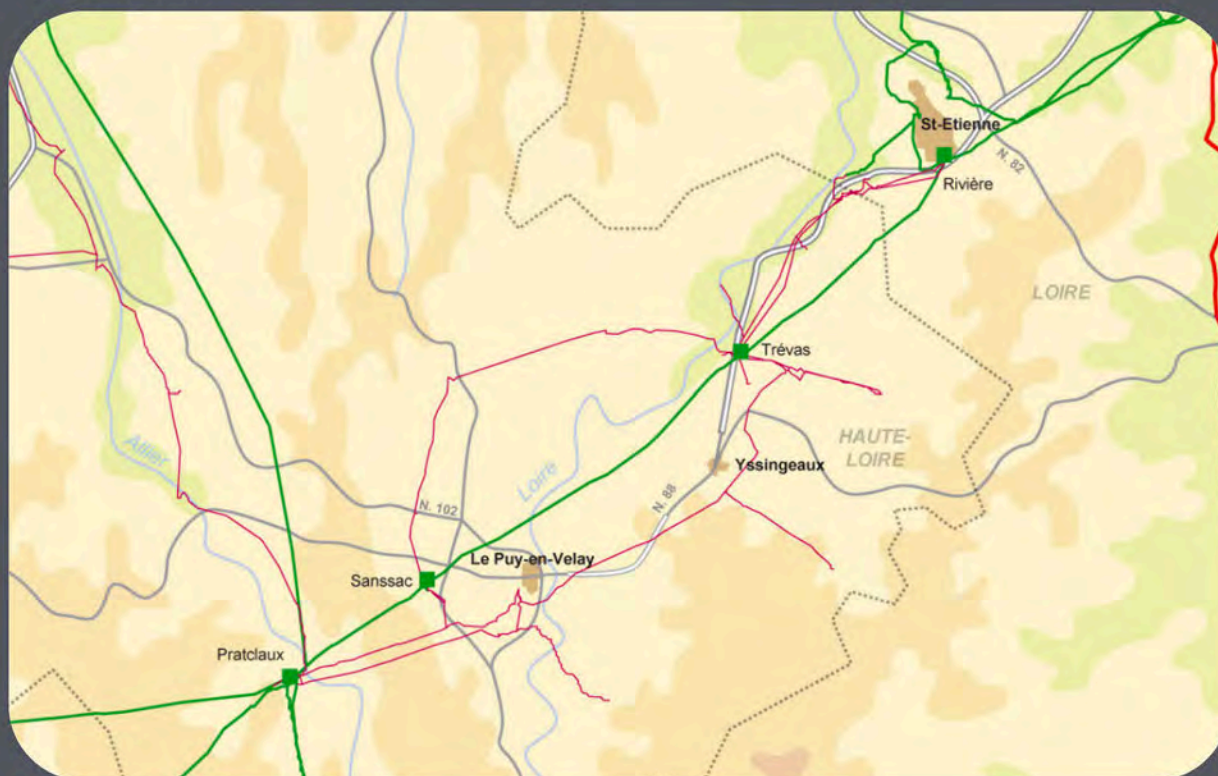 St-Etienne
N. 82
Rivière
LOIRE
Trévas
HAUTE-
LOIRE
Allier
Loire
Yssingeaux
N. 88
N. 102
Le Puy-en-Velay
Sanssac
Pratclaux